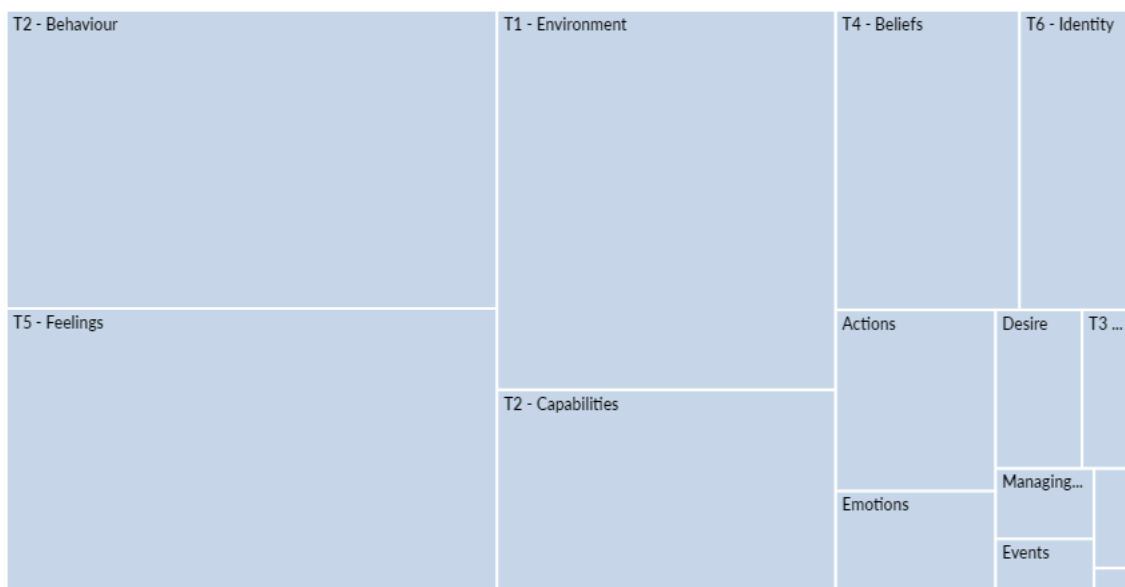 T2 - Behaviour
T1 - Environment
T4 - Beliefs
T6 - Identity
T5 - Feelings
Actions
Desire
T3 ...
T2 - Capabilities
Managing...
Emotions
Events